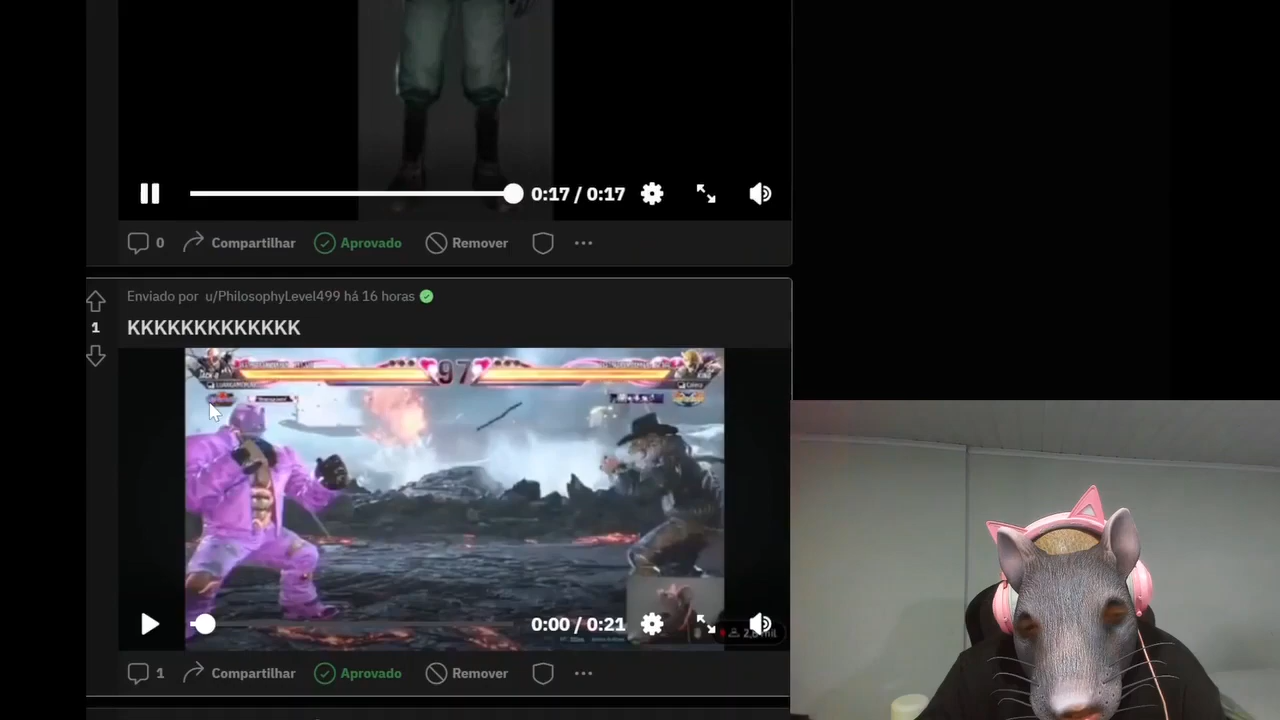 0:17 / 0:17
0 Compartilhar Aprovado Remover
Enviado por u/PhilosophyLevel499 há 16 horas
1
KKKKKKKKKKKKK
97
0:00 / 0:21
1 Compartilhar Aprovado Remover